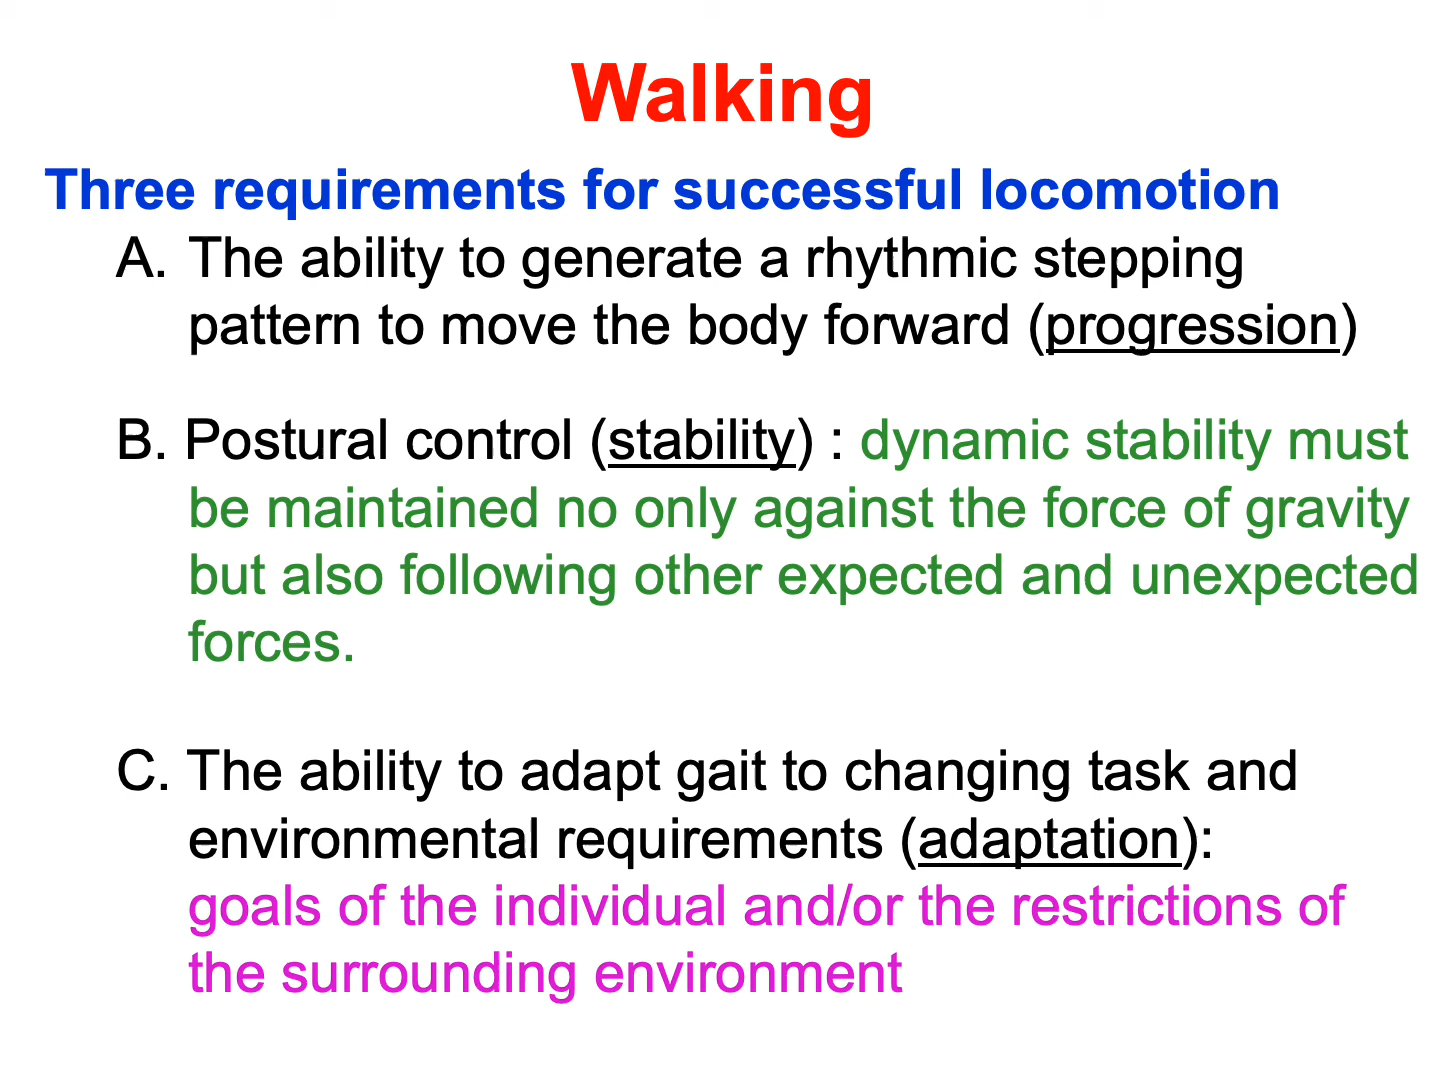 Walking
Three requirements for successful locomotion
A. The ability to generate a rhythmic stepping
pattern to move the body forward (progression)
B. Postural control (stability) : dynamic stability must
be maintained no only against the force of gravity
but also following other expected and unexpected
forces.
C. The ability to adapt gait to changing task and
environmental requirements (adaptation):
goals of the individual and/or the restrictions of
the surrounding environment